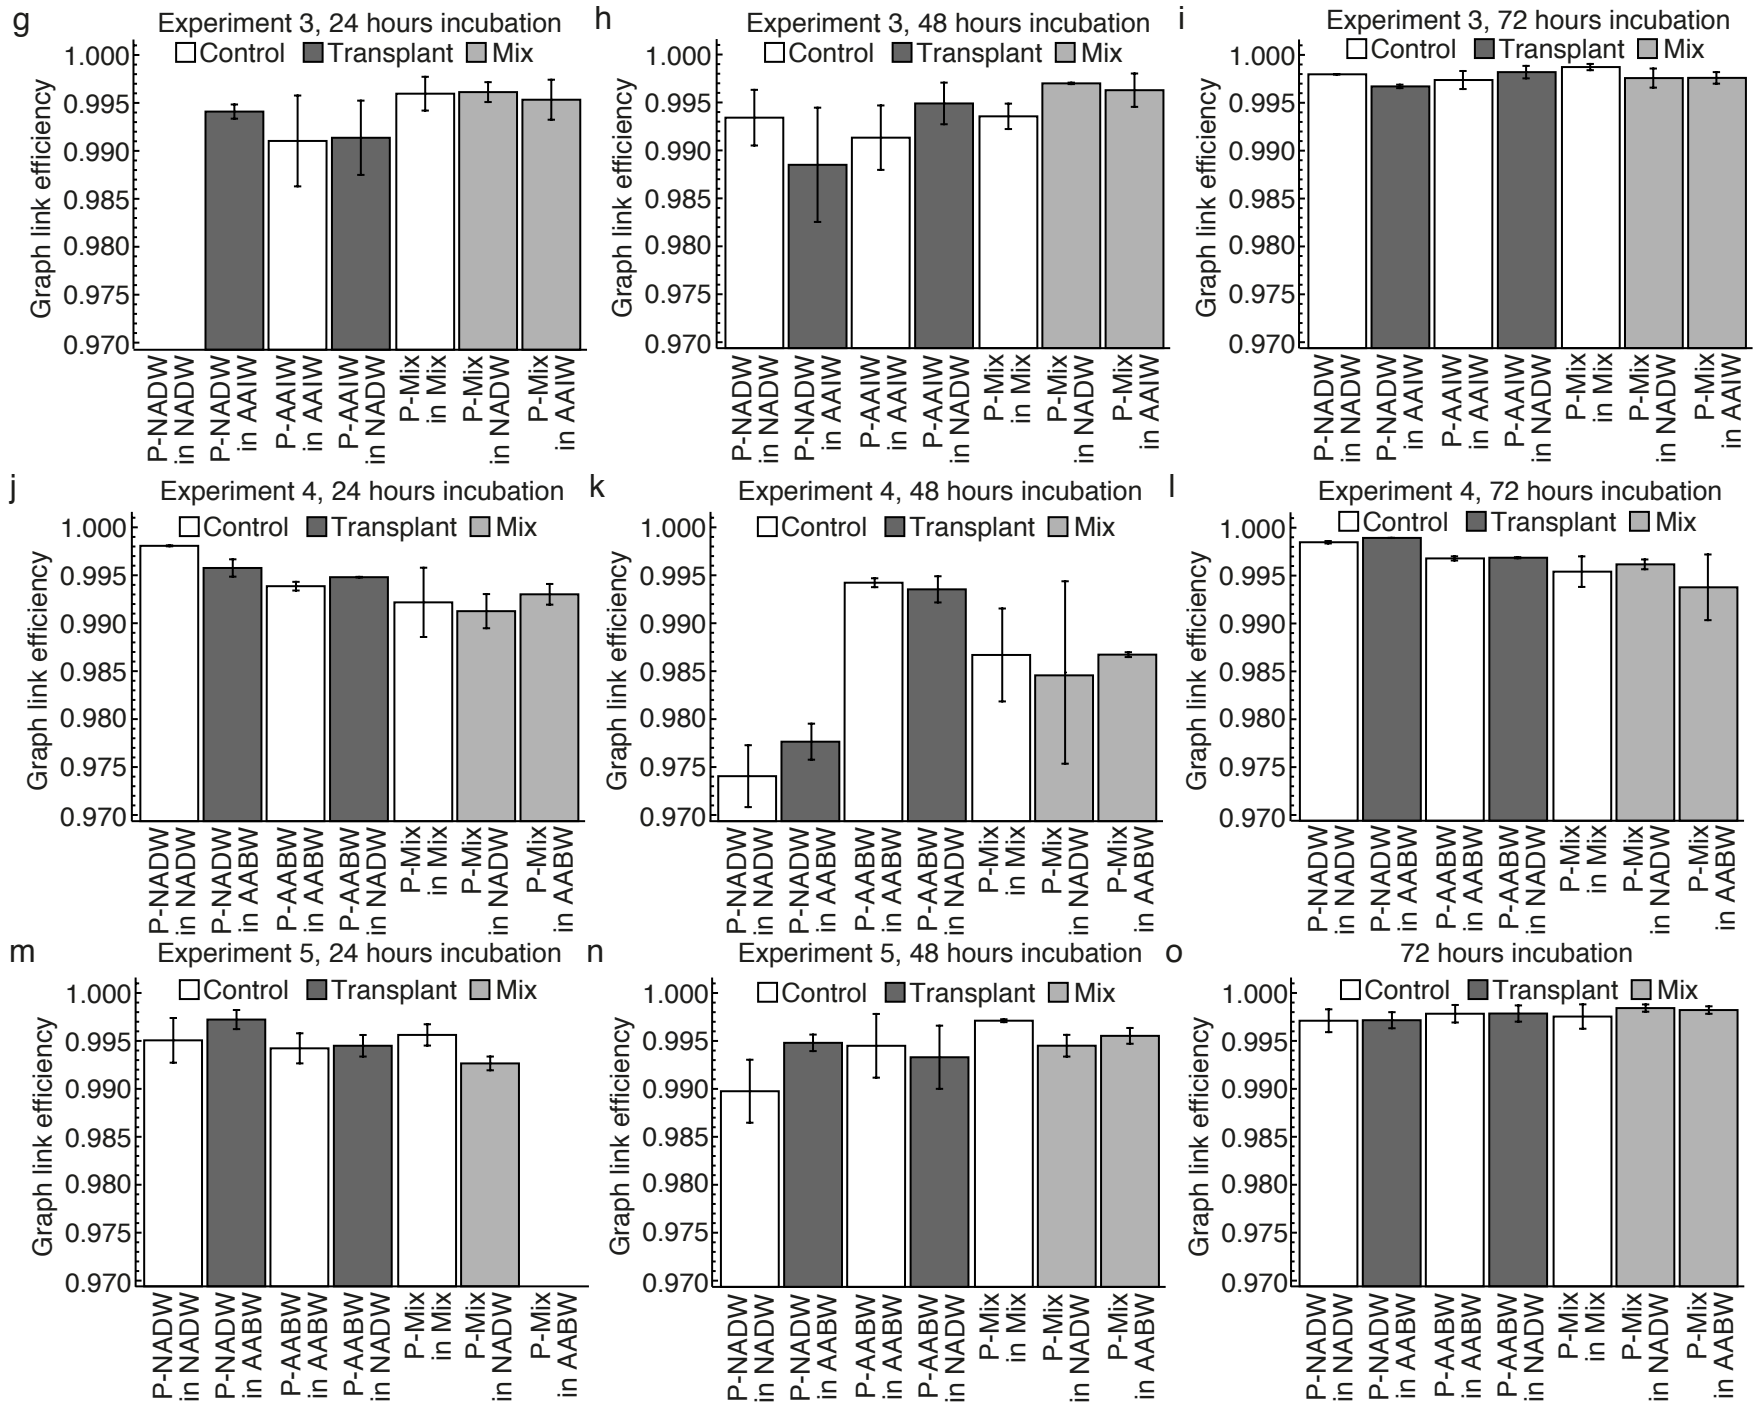 g
Experiment 3, 24 hours incubation
Control Transplant Mix
Graph link efficiency
1.000
0.995
0.990
0.985
0.980
0.975
0.970
P-NADW
in NADW
P-NADW
in AAIW
P-AAIW
in AAIW
P-AAIW
in NADW
P-Mix
in Mix
P-Mix
in NADW
P-Mix
in AAIW
h
Experiment 3, 48 hours incubation
Control Transplant Mix
Graph link efficiency
1.000
0.995
0.990
0.985
0.980
0.975
0.970
P-NADW
in NADW
P-NADW
in AAIW
P-AAIW
in AAIW
P-AAIW
in NADW
P-Mix
in Mix
P-Mix
in NADW
P-Mix
in AAIW
i
Experiment 3, 72 hours incubation
Control Transplant Mix
Graph link efficiency
1.000
0.995
0.990
0.985
0.980
0.975
0.970
P-NADW
in NADW
P-NADW
in AAIW
P-AAIW
in AAIW
P-AAIW
in NADW
P-Mix
in Mix
P-Mix
in NADW
P-Mix
in AAIW
j
Experiment 4, 24 hours incubation
Control Transplant Mix
Graph link efficiency
1.000
0.995
0.990
0.985
0.980
0.975
0.970
P-NADW
in NADW
P-NADW
in AABW
P-AABW
in AABW
P-AABW
in NADW
P-Mix
in Mix
P-Mix
in NADW
P-Mix
in AABW
k
Experiment 4, 48 hours incubation
Control Transplant Mix
Graph link efficiency
1.000
0.995
0.990
0.985
0.980
0.975
0.970
P-NADW
in NADW
P-NADW
in AABW
P-AABW
in AABW
P-AABW
in NADW
P-Mix
in Mix
P-Mix
in NADW
P-Mix
in AABW
l
Experiment 4, 72 hours incubation
Control Transplant Mix
Graph link efficiency
1.000
0.995
0.990
0.985
0.980
0.975
0.970
P-NADW
in NADW
P-NADW
in AABW
P-AABW
in AABW
P-AABW
in NADW
P-Mix
in Mix
P-Mix
in NADW
P-Mix
in AABW
m
Experiment 5, 24 hours incubation
Control Transplant Mix
Graph link efficiency
1.000
0.995
0.990
0.985
0.980
0.975
0.970
P-NADW
in NADW
P-NADW
in AABW
P-AABW
in AABW
P-AABW
in NADW
P-Mix
in Mix
P-Mix
in NADW
P-Mix
in AABW
n
Experiment 5, 48 hours incubation
Control Transplant Mix
Graph link efficiency
1.000
0.995
0.990
0.985
0.980
0.975
0.970
P-NADW
in NADW
P-NADW
in AABW
P-AABW
in AABW
P-AABW
in NADW
P-Mix
in Mix
P-Mix
in NADW
P-Mix
in AABW
o
72 hours incubation
Control Transplant Mix
Graph link efficiency
1.000
0.995
0.990
0.985
0.980
0.975
0.970
P-NADW
in NADW
P-NADW
in AABW
P-AABW
in AABW
P-AABW
in NADW
P-Mix
in Mix
P-Mix
in NADW
P-Mix
in AABW